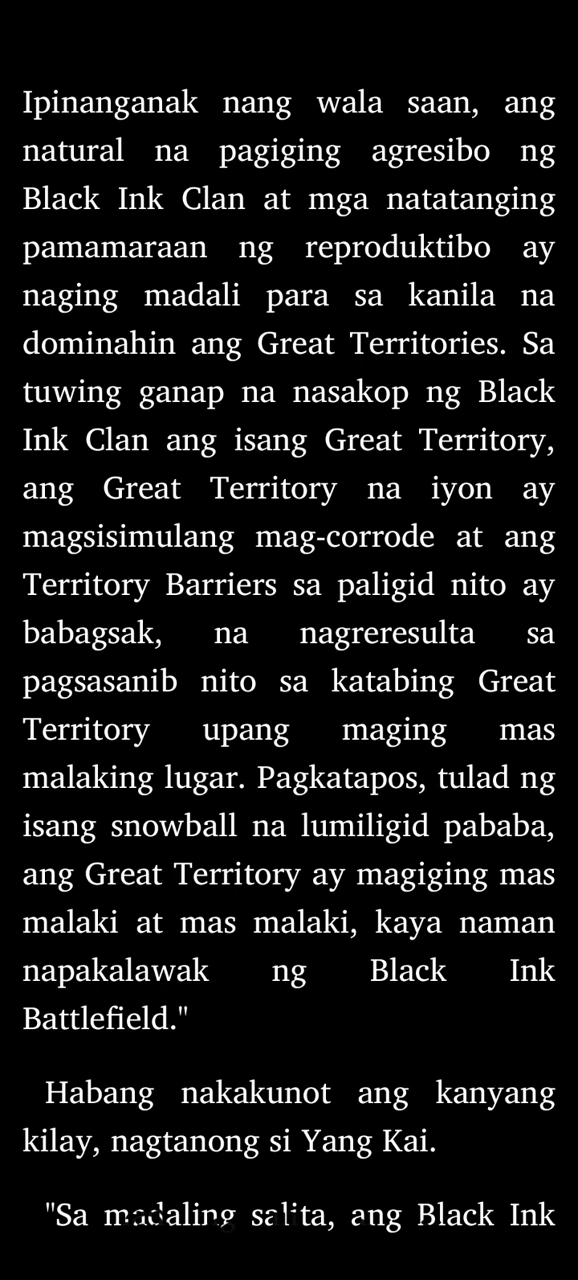 Ipinanganak nang wala saan, ang
natural na pagiging agresibo ng
Black Ink Clan at mga natatanging
pamamaraan ng reproduktibo ay
naging madali para sa kanila na
dominahin ang Great Territories. Sa
tuwing ganap na nasakop ng Black
Ink Clan ang isang Great Territory,
ang Great Territory na iyon ay
magsisimulang mag-corrode at ang
Territory Barriers sa paligid nito ay
babagsak, na nagreresulta sa
pagsasanib nito sa katabing Great
Territory upang maging mas
malaking lugar. Pagkatapos, tulad ng
isang snowball na lumiligid pababa,
ang Great Territory ay magiging mas
malaki at mas malaki, kaya naman
napakalawak ng Black Ink
Battlefield."
Habang nakakunot ang kanyang
kilay, nagtanong si Yang Kai.
"Sa madaling salita, ang Black Ink